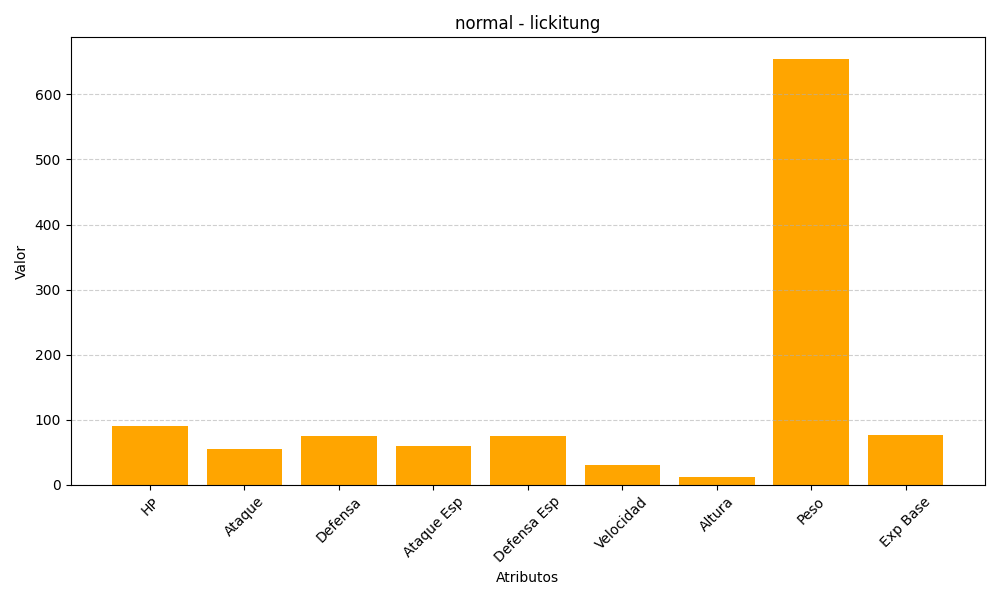 normal - lickitung
Valor
600
500
400
300
200
100
0
HP
Ataque
Defensa
Ataque Esp
Defensa Esp
Velocidad
Altura
Peso
Exp Base
Atributos